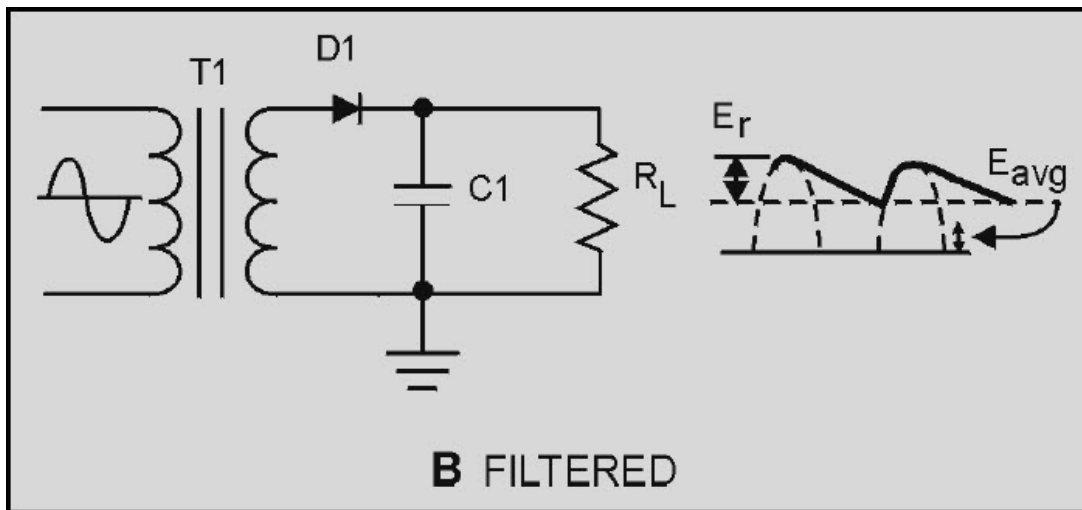 T1
D1
C1
R_L
E_r
E_avg
B FILTERED